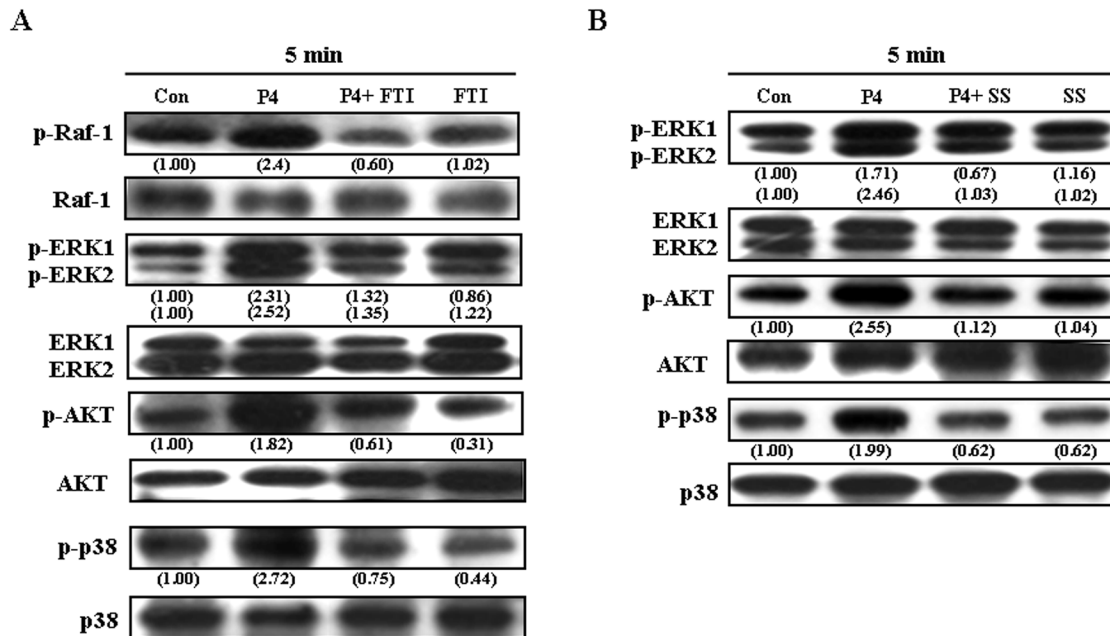 A
5 min
Con P4 P4+ FTI FTI
p-Raf-1
(1.00) (2.4) (0.60) (1.02)
Raf-1
p-ERK1
p-ERK2
(1.00) (2.31) (1.32) (0.86)
(1.00) (2.52) (1.35) (1.22)
ERK1
ERK2
p-AKT
(1.00) (1.82) (0.61) (0.31)
AKT
p-p38
(1.00) (2.72) (0.75) (0.44)
p38
B
5 min
Con P4 P4+ SS SS
p-ERK1
p-ERK2
(1.00) (1.71) (0.67) (1.16)
(1.00) (2.46) (1.03) (1.02)
ERK1
ERK2
p-AKT
(1.00) (2.55) (1.12) (1.04)
AKT
p-p38
(1.00) (1.99) (0.62) (0.62)
p38